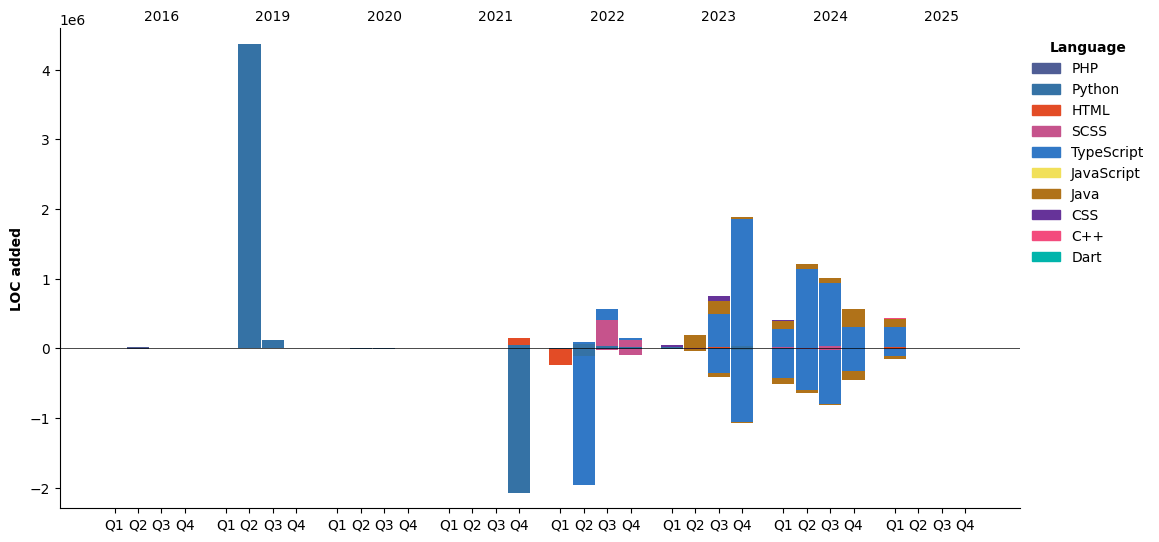 2016 2019 2020 2021 2022 2023 2024 2025
1e6
Language
PHP
Python
HTML
SCSS
TypeScript
JavaScript
Java
CSS
C++
Dart
LOC added
4
3
2
1
0
−1
−2
Q1 Q2 Q3 Q4 Q1 Q2 Q3 Q4 Q1 Q2 Q3 Q4 Q1 Q2 Q3 Q4 Q1 Q2 Q3 Q4 Q1 Q2 Q3 Q4 Q1 Q2 Q3 Q4 Q1 Q2 Q3 Q4